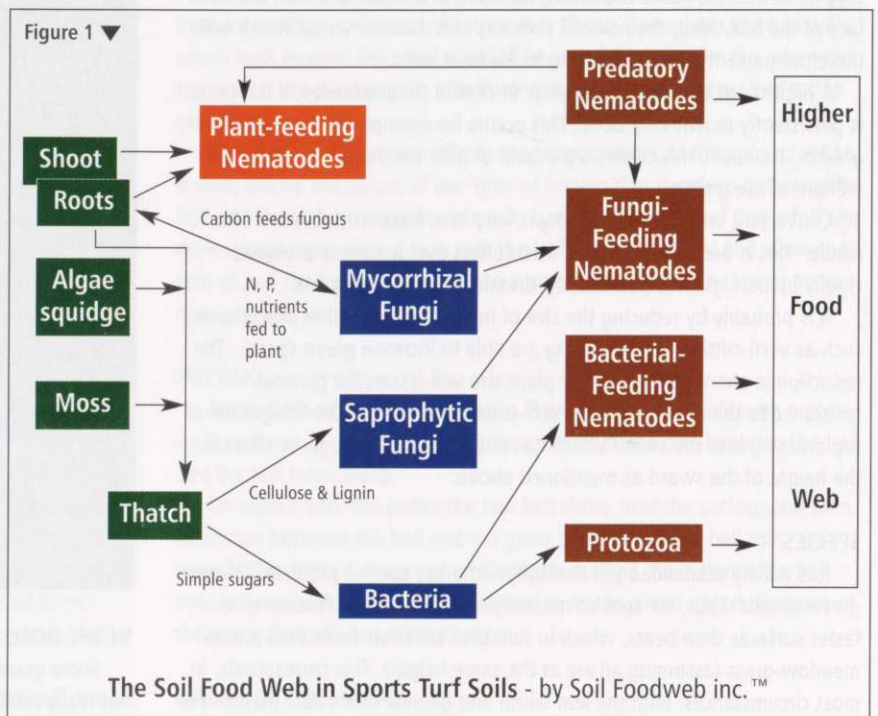 Figure 1 ▼
Predatory
Nematodes
Higher
Plant-feeding
Nematodes
Shoot
Roots
Carbon feeds fungus
Fungi-
Feeding
Nematodes
Algae
squidge
N, P,
nutrients
fed to
plant
Mycorrhizal
Fungi
Food
Bacterial-
Feeding
Nematodes
Moss
Saprophytic
Fungi
Cellulose & Lignin
Web
Thatch
Protozoa
Simple sugars
Bacteria
The Soil Food Web in Sports Turf Soils - by Soil Foodweb inc.™